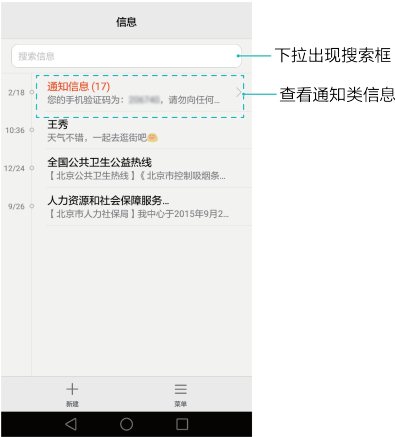 信息
搜索信息
下拉出现搜索框
通知信息 (17)
2/18
您的手机验证码为：，请勿向任何...
查看通知类信息
王秀
10:36
天气不错，一起去逛街吧🤗
全国公共卫生公益热线
12/24
【北京公共卫生热线】《北京市控制吸烟条...
人力资源和社会保障服务...
9/26
【北京市人力社保局】我中心于2015年9月2...
新建
菜单